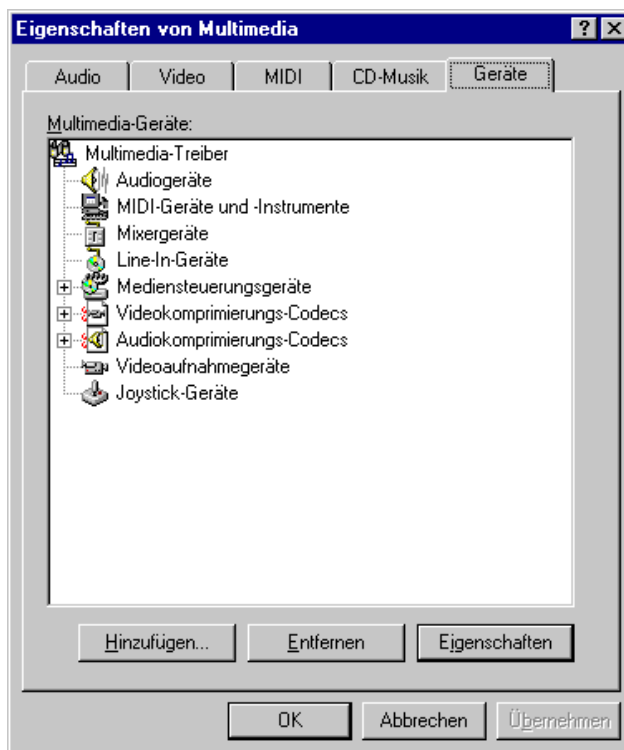 Eigenschaften von Multimedia
Audio Video MIDI CD-Musik Geräte
Multimedia-Geräte:
Multimedia-Treiber
Audiogeräte
MIDI-Geräte und -Instrumente
Mixergeräte
Line-In-Geräte
Mediensteuerungsgeräte
Videokomprimierungs-Codecs
Audiokomprimierungs-Codecs
Videoaufnahmegeräte
Joystick-Geräte
Hinzufügen... Entfernen Eigenschaften
OK Abbrechen Übernehmen